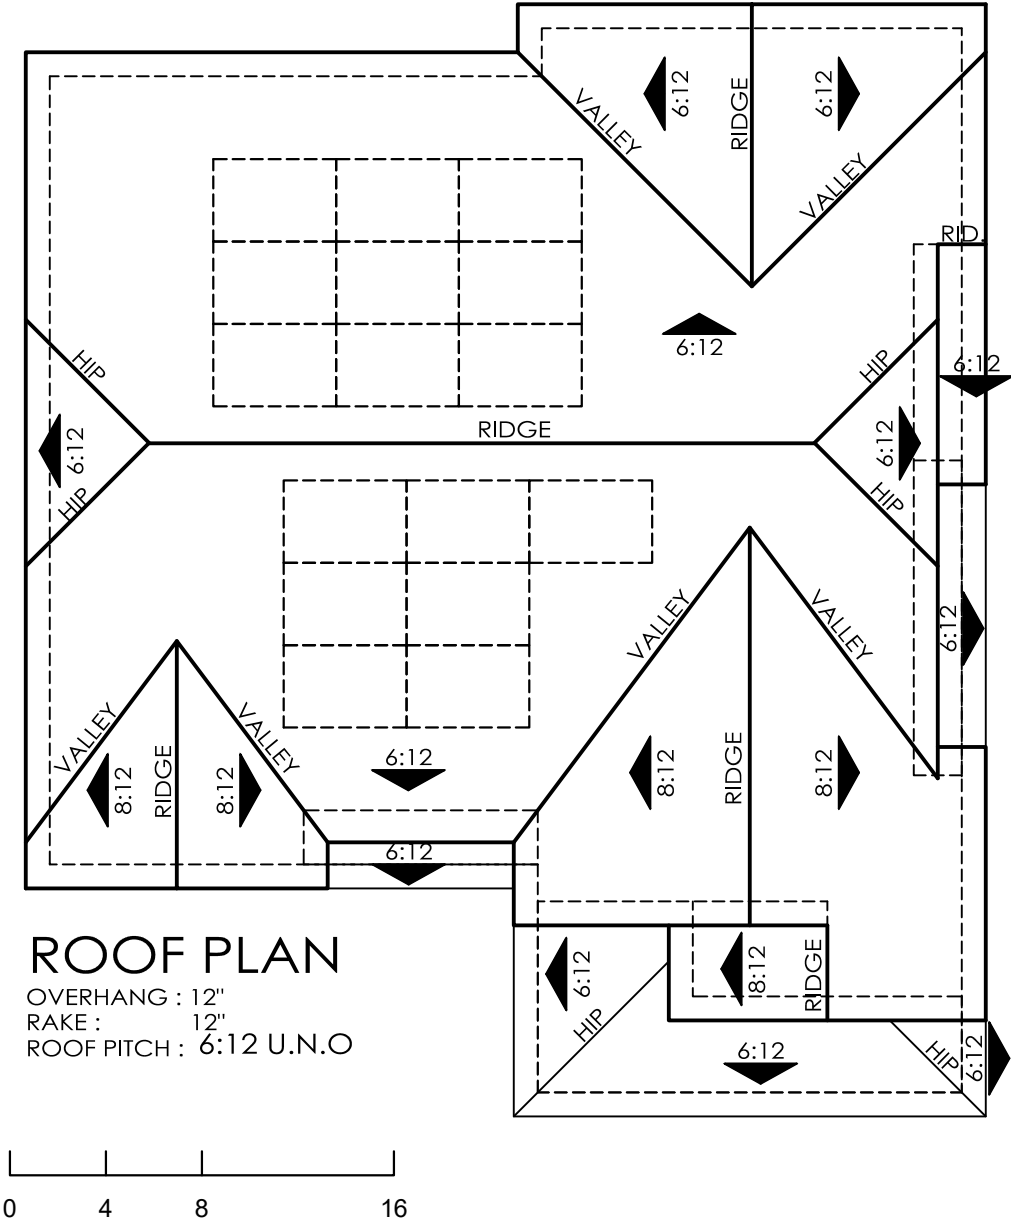 6:12
RIDGE
6:12
VALLEY
VALLEY
RID.
6:12
6:12
HIP
HIP
RIDGE
6:12
6:12
HIP
HIP
VALLEY
VALLEY
6:12
VALLEY
VALLEY
6:12
RIDGE
8:12
8:12
8:12
RIDGE
8:12
6:12
ROOF PLAN
OVERHANG : 12"
RAKE : 12"
ROOF PITCH : 6:12 U.N.O
6:12
8:12
RIDGE
HIP
6:12
HIP
6:12
0 4 8 16